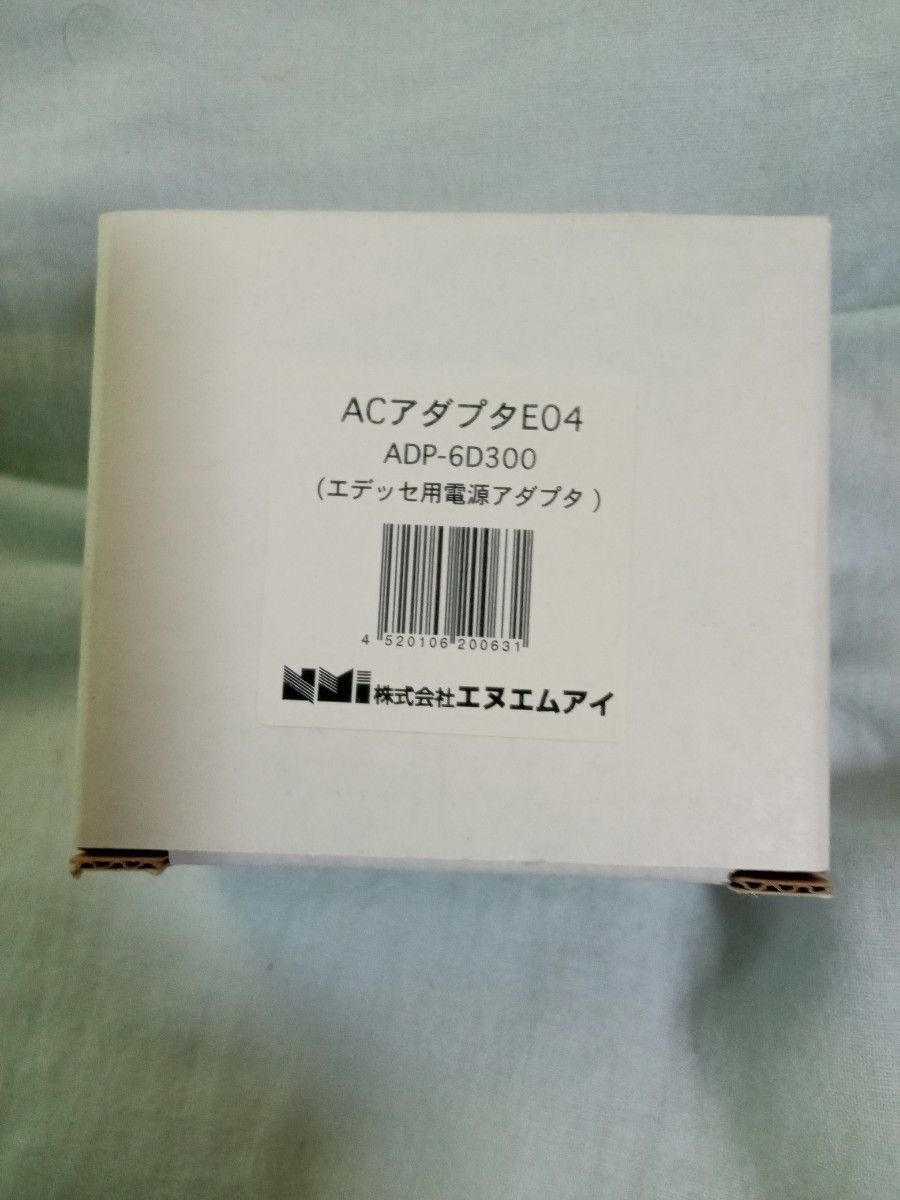 ACアダプタE04
ADP-6D300
(エデッセ用電源アダプタ )
4 520106 200631
NMi 株式会社エヌエムアイ